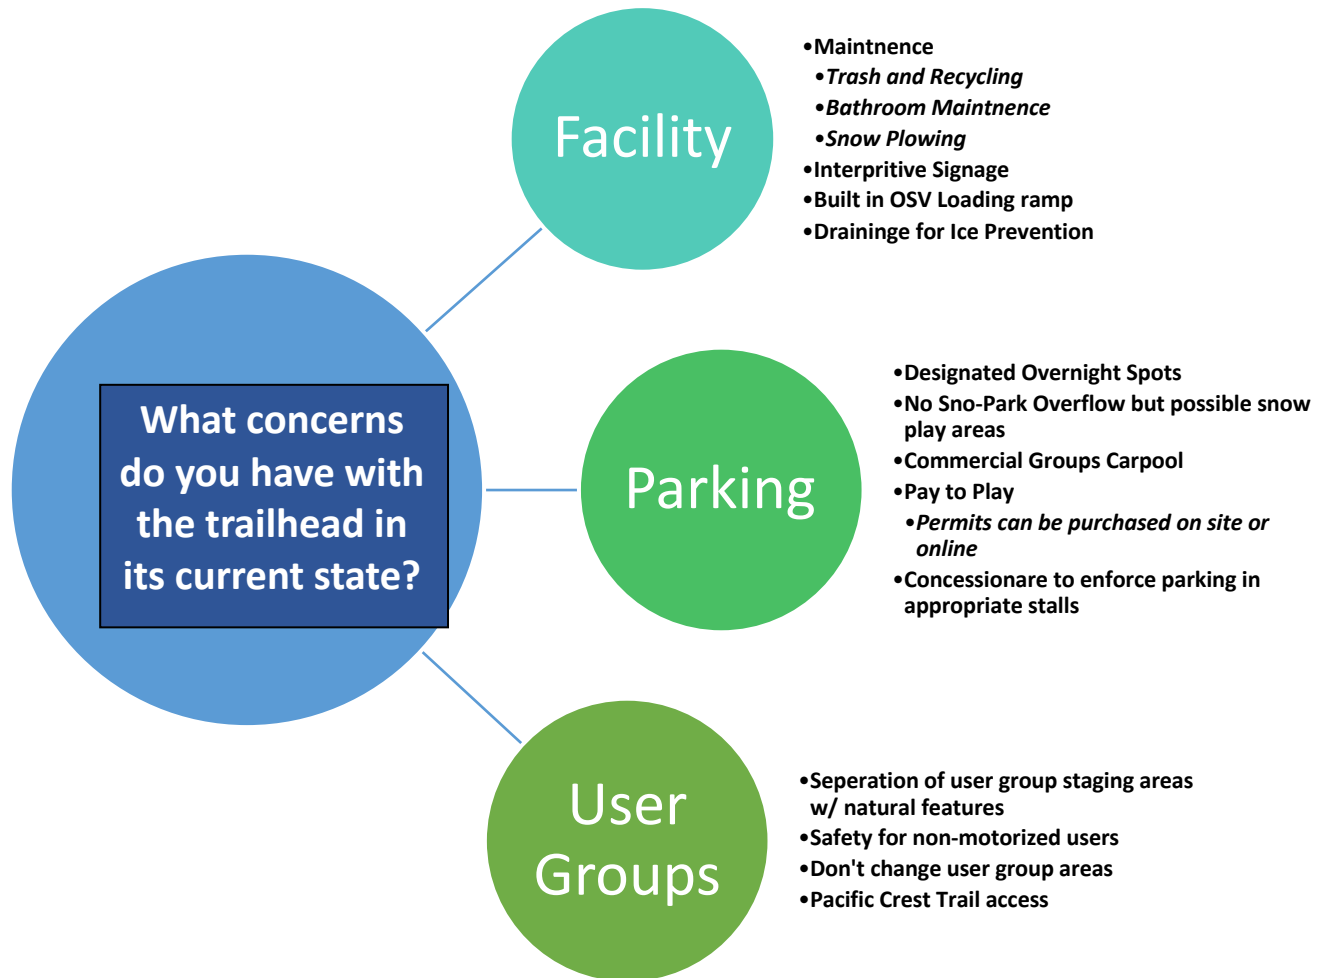 Facility
•Maintnence
•Trash and Recycling
•Bathroom Maintnence
•Snow Plowing
•Interpritive Signage
•Built in OSV Loading ramp
•Draininge for Ice Prevention
What concerns
do you have with
the trailhead in
its current state?
Parking
•Designated Overnight Spots
•No Sno-Park Overflow but possible snow
play areas
•Commercial Groups Carpool
•Pay to Play
•Permits can be purchased on site or
online
•Concessionare to enforce parking in
appropriate stalls
User
Groups
•Seperation of user group staging areas
w/ natural features
•Safety for non-motorized users
•Don't change user group areas
•Pacific Crest Trail access